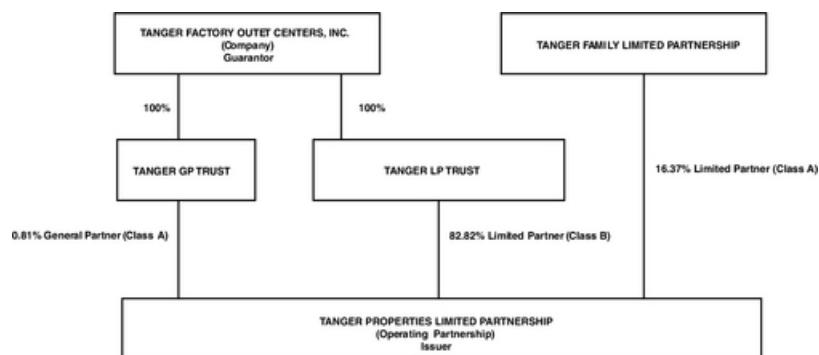 TANGER FACTORY OUTET CENTERS, INC.
(Company)
Guarantor
TANGER FAMILY LIMITED PARTNERSHIP
100%
100%
TANGER GP TRUST
TANGER LP TRUST
16.37% Limited Partner (Class A)
0.81% General Partner (Class A)
82.82% Limited Partner (Class B)
TANGER PROPERTIES LIMITED PARTNERSHIP
(Operating Partnership)
Issuer